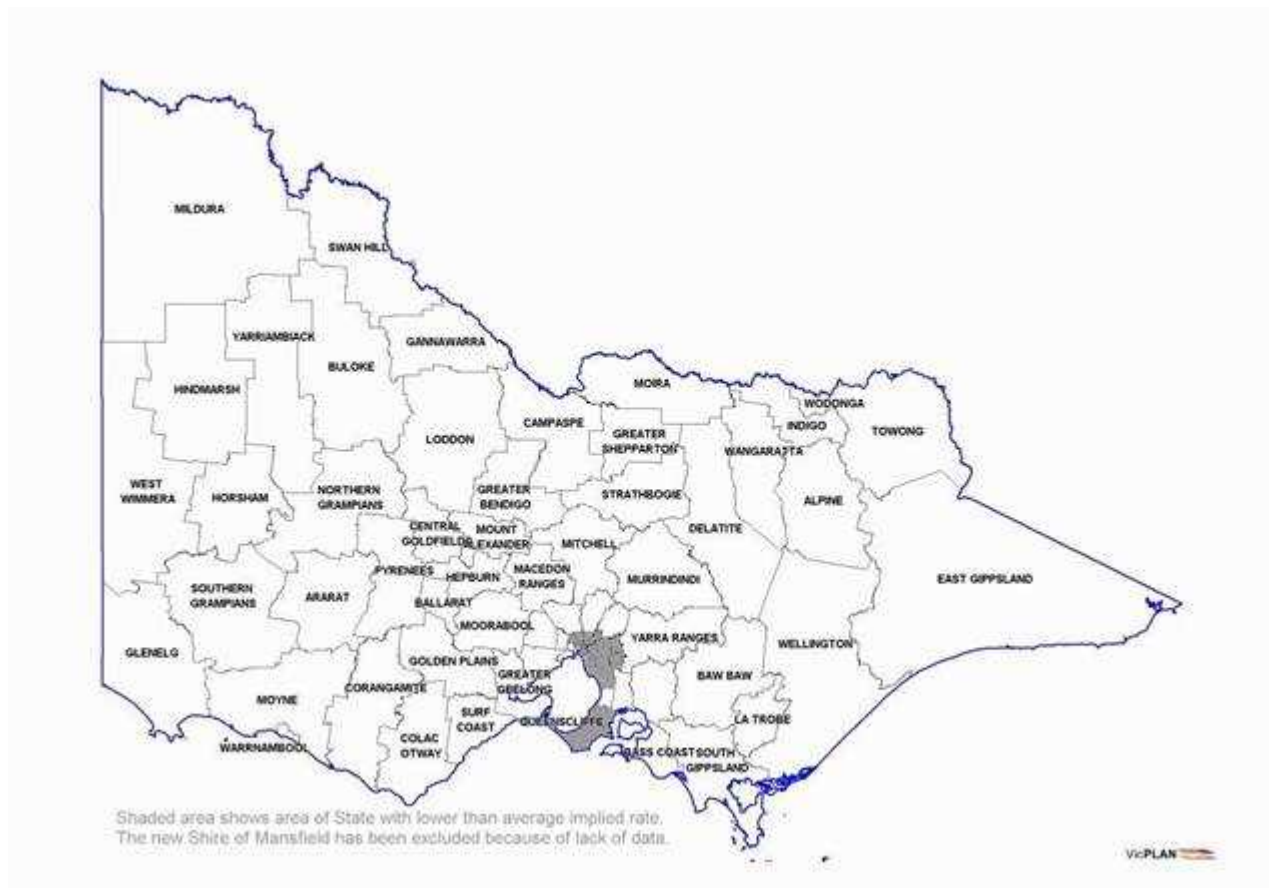 MILDURA
SWAN HILL
YARRIAMBIACK
GANNAWARRA
BULOKE
HINDMARSH
MOIRA
WODONGA
CAMPASPE
INDIGO
LODDON
GREATER
SHEPPARTON
TOWONG
WANGARATTA
WEST
WIMMERA
HORSHAM
NORTHERN
GRAMPIANS
GREATER
BENDIGO
STRATHBOGIE
ALPINE
CENTRAL
GOLDFIELDS
MOUNT
ALEXANDER
DELATITE
MITCHELL
PYRENEES
HEPBURN
MACEDON
RANGES
MURRINDINDI
EAST GIPPSLAND
SOUTHERN
GRAMPIANS
ARARAT
BALLARAT
MOORABOOL
YARRA RANGES
WELLINGTON
GLENELG
GOLDEN PLAINS
GREATER
GEELONG
BAW BAW
MOYNE
CORANGAMITE
SURF
COAST
QUEENSCLIFFE
LA TROBE
WARRNAMBOOL
COLAC
OTWAY
BASS COAST
SOUTH
GIPPSLAND
Shaded area shows area of State with lower than average implied rate.
The new Shire of Mansfield has been excluded because of lack of data.
VicPLAN